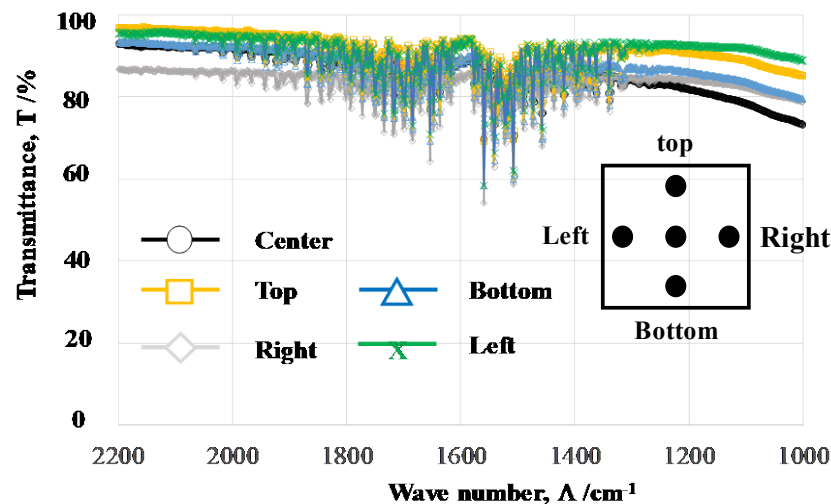 100
80
60
40
20
0
Transmittance, T /%
top
Left
Right
Bottom
Center
Top
Bottom
Right
Left
2200
2000
1800
1600
1400
1200
1000
Wave number, Λ /cm⁻¹